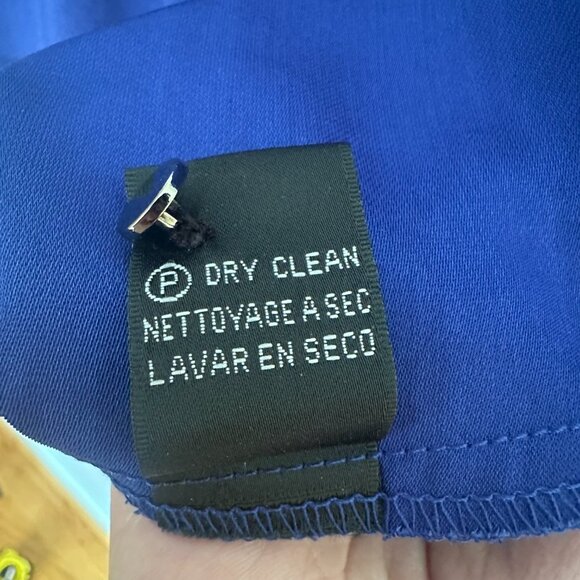 Ⓟ DRY CLEAN
NETTOYAGE A SEC
LAVAR EN SECO